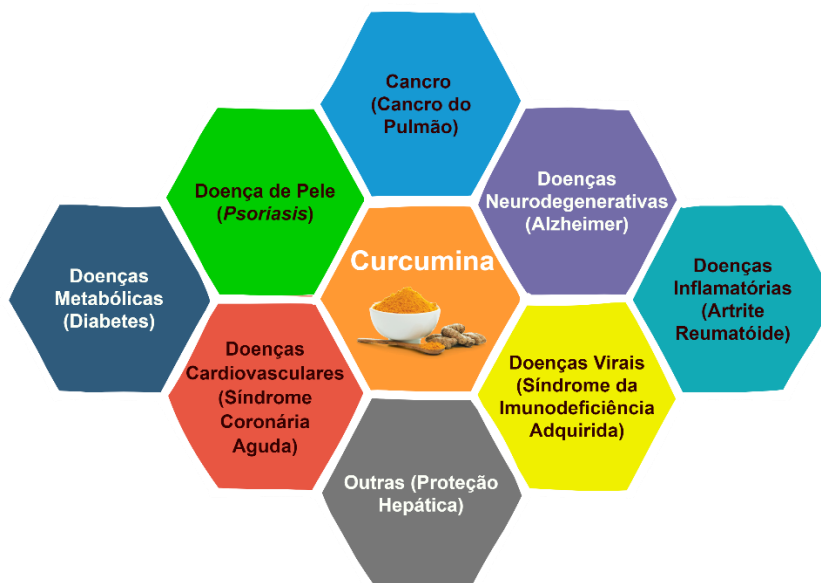 Cancro
(Cancro do
Pulmão)
Doença de Pele
(Psoriasis)
Doenças
Neurodegenerativas
(Alzheimer)
Doenças
Metabólicas
(Diabetes)
Curcumina
Doenças
Inflamatórias
(Artrite
Reumatóide)
Doenças
Cardiovasculares
(Síndrome
Coronária
Aguda)
Doenças Virais
(Síndrome da
Imunodeficiência
Adquirida)
Outras (Proteção
Hepática)